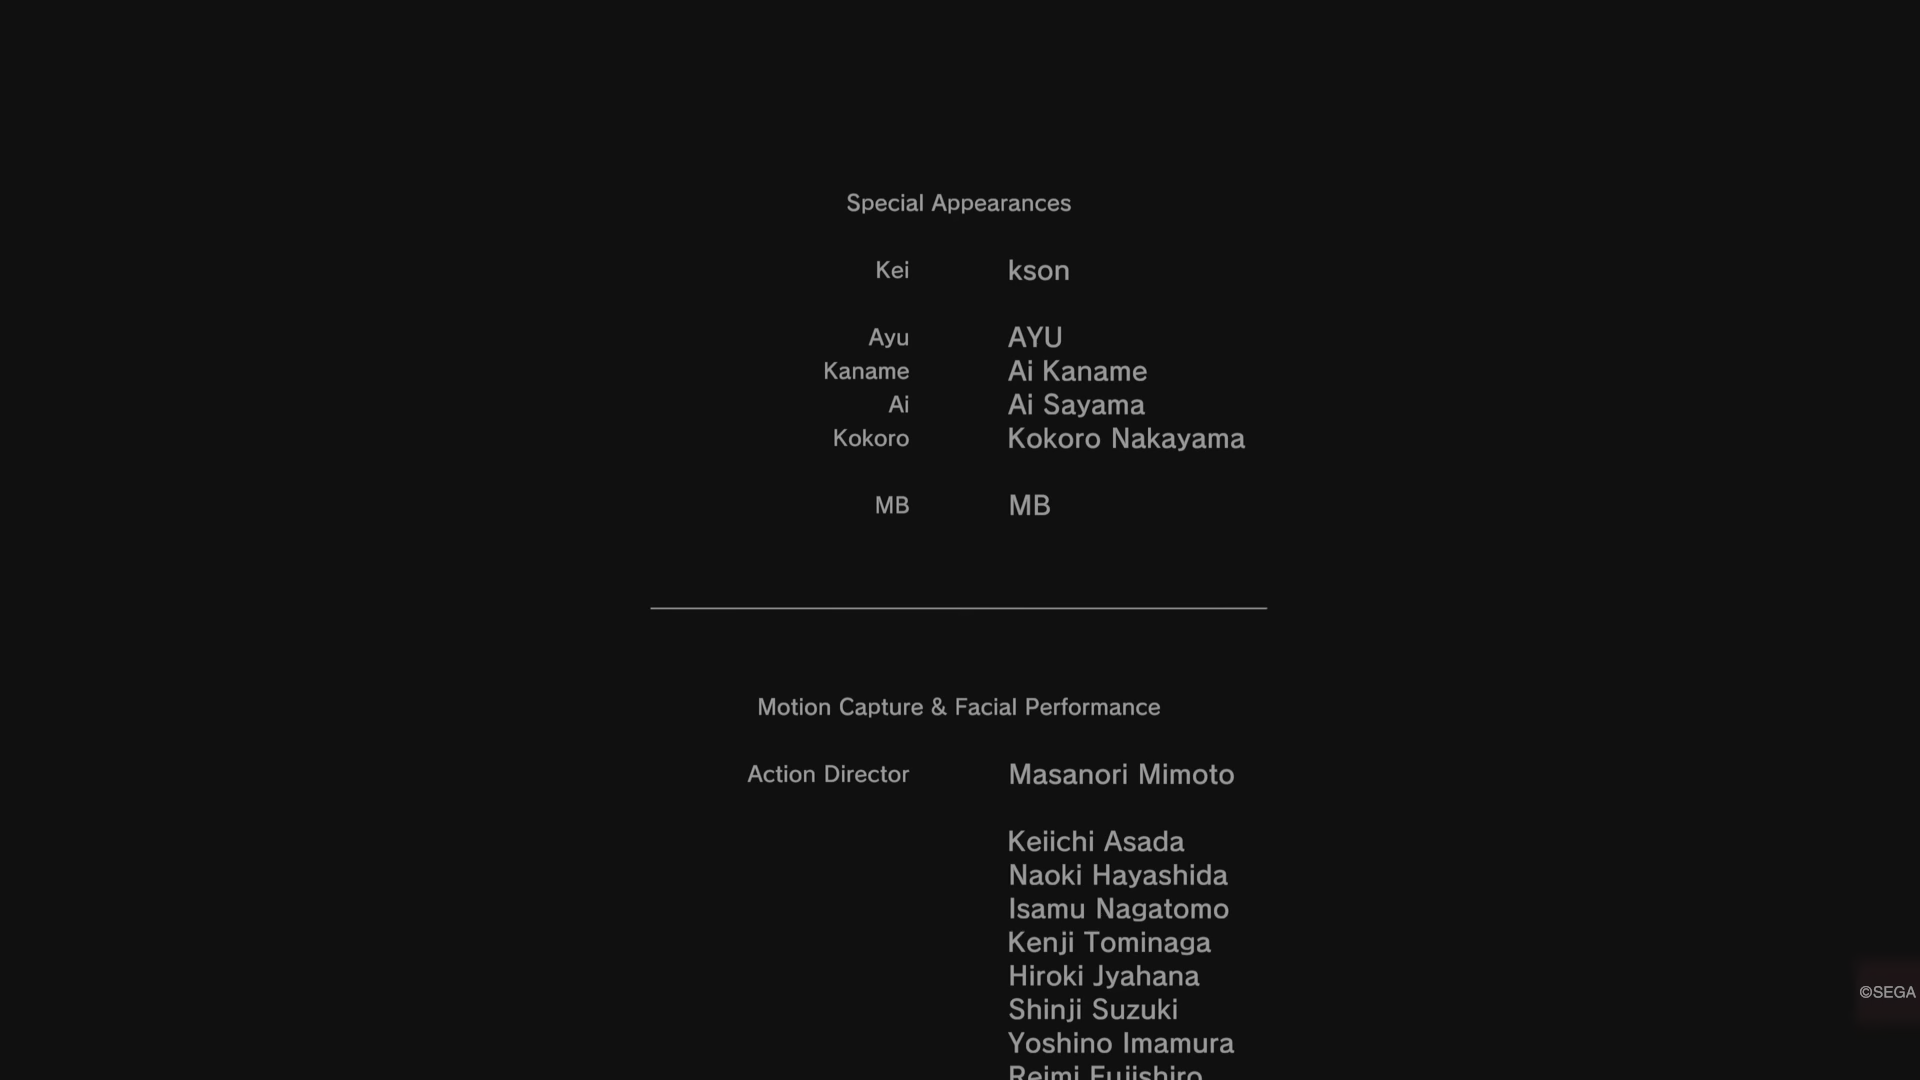 Special Appearances
Kei kson
Ayu AYU
Kaname Ai Kaname
Ai Ai Sayama
Kokoro Kokoro Nakayama
MB MB
Motion Capture & Facial Performance
Action Director Masanori Mimoto
Keiichi Asada
Naoki Hayashida
Isamu Nagatomo
Kenji Tominaga
Hiroki Jyahana
©SEGA
Shinji Suzuki
Yoshino Imamura
Reimi Fujishiro